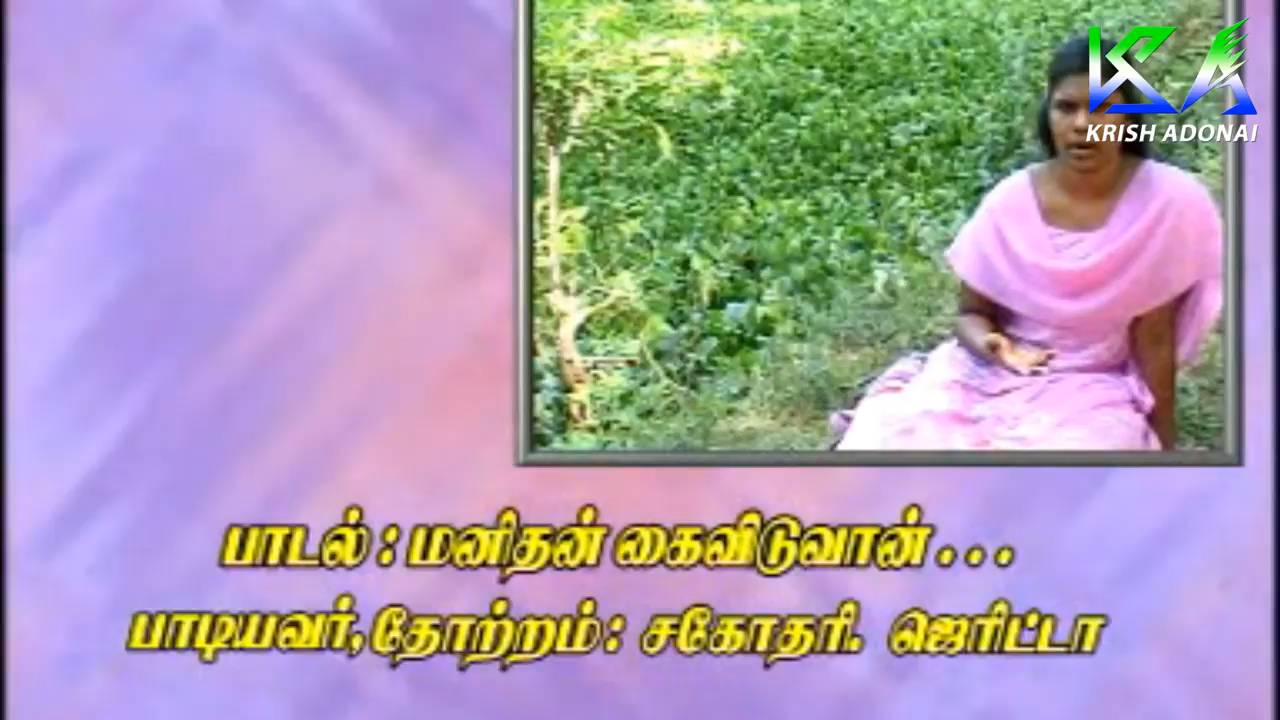 KRISH ADONAI
பாடல் : மனிதன் கைவிடுவான் . . .
பாடியவர், தோற்றம் : சகோதரி. ஜெரிட்டா